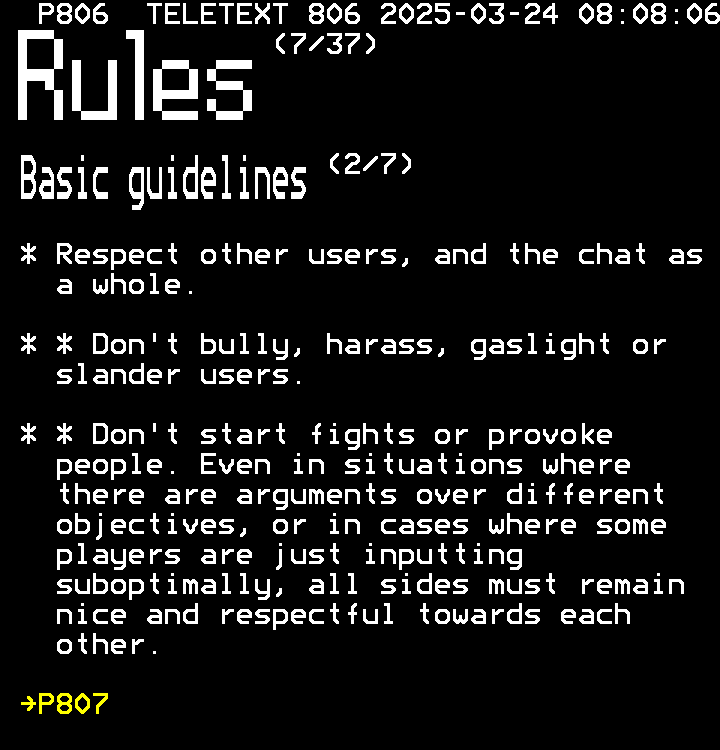 P806 TELETEXT 806 2025-03-24 08:08:06
Rules (7/37)
Basic guidelines (2/7)
* Respect other users, and the chat as
a whole.
* * Don't bully, harass, gaslight or
slander users.
* * Don't start fights or provoke
people. Even in situations where
there are arguments over different
objectives, or in cases where some
players are just inputting
suboptimally, all sides must remain
nice and respectful towards each
other.
→P807